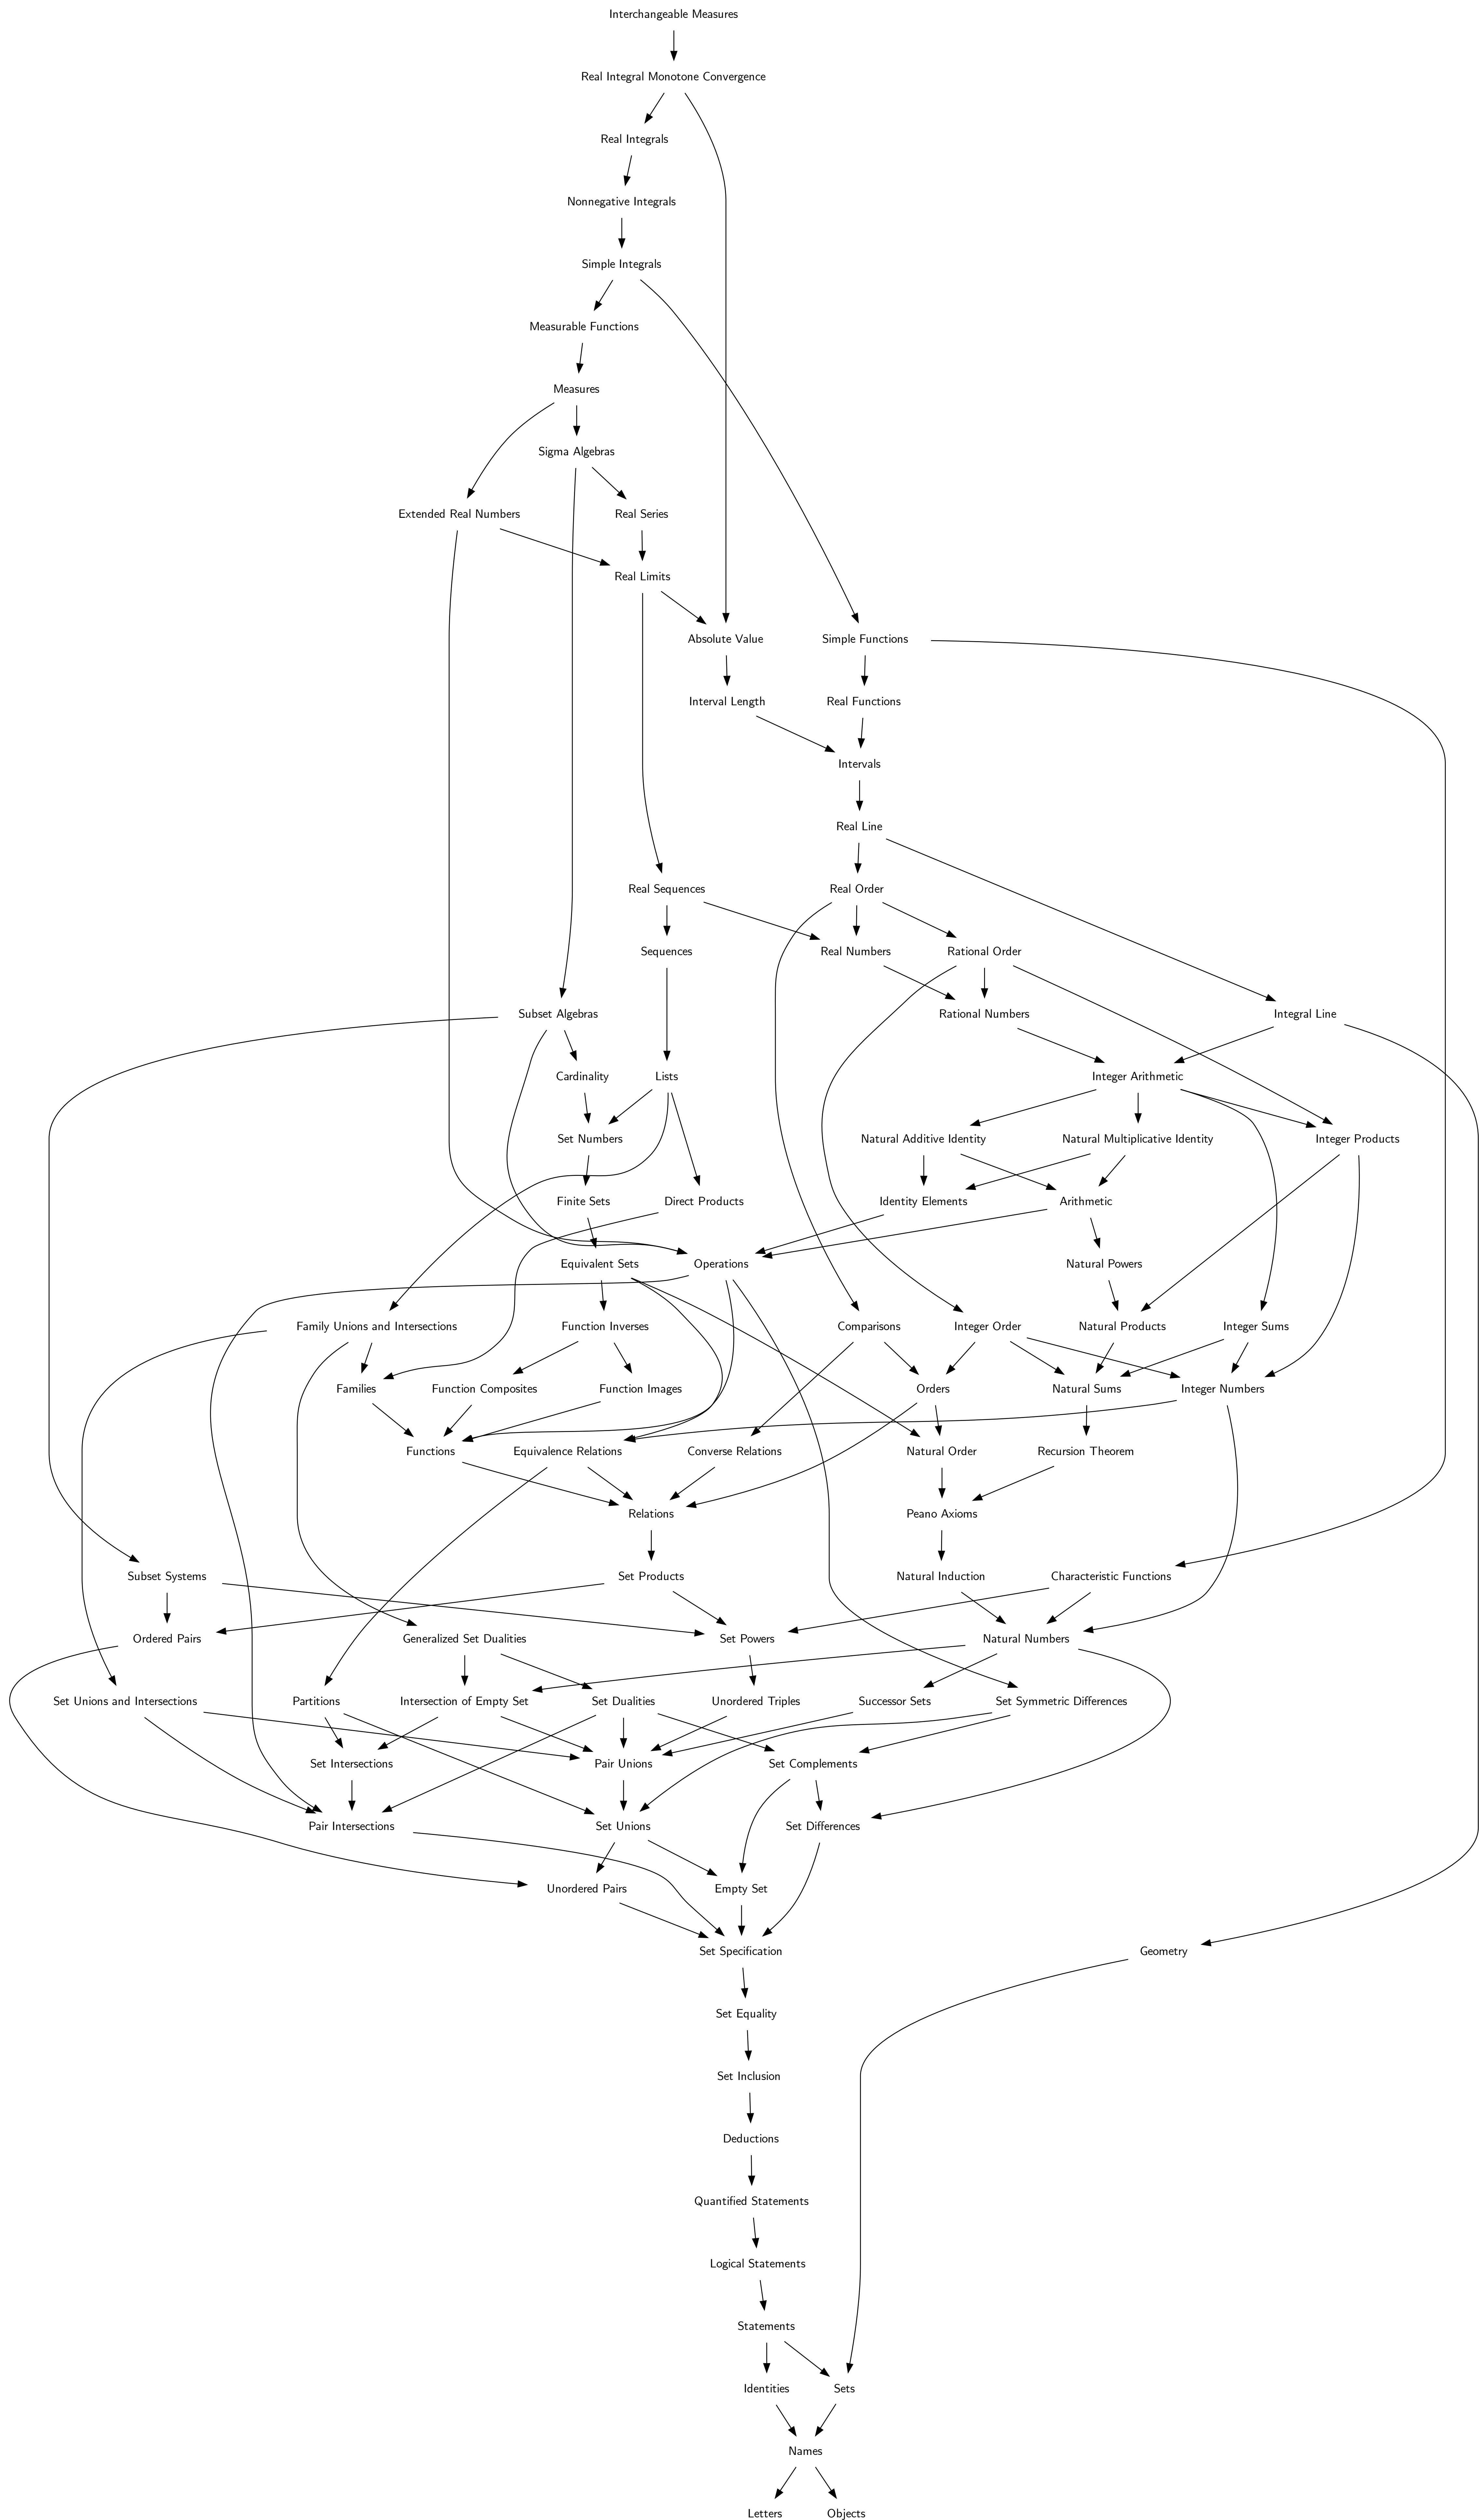 Interchangeable Measures
Real Integral Monotone Convergence
Real Integrals
Nonnegative Integrals
Simple Integrals
Measurable Functions
Measures
Sigma Algebras
Extended Real Numbers
Real Series
Real Limits
Absolute Value
Simple Functions
Interval Length
Real Functions
Intervals
Real Line
Real Sequences
Real Order
Sequences
Real Numbers
Rational Order
Subset Algebras
Rational Numbers
Integral Line
Cardinality
Lists
Integer Arithmetic
Set Numbers
Natural Additive Identity
Natural Multiplicative Identity
Integer Products
Finite Sets
Direct Products
Identity Elements
Arithmetic
Equivalent Sets
Operations
Natural Powers
Family Unions and Intersections
Function Inverses
Comparisons
Integer Order
Natural Products
Integer Sums
Families
Function Composites
Function Images
Orders
Natural Sums
Integer Numbers
Functions
Equivalence Relations
Converse Relations
Natural Order
Recursion Theorem
Relations
Peano Axioms
Subset Systems
Set Products
Natural Induction
Characteristic Functions
Ordered Pairs
Generalized Set Dualities
Set Powers
Natural Numbers
Set Unions and Intersections
Partitions
Intersection of Empty Set
Set Dualities
Unordered Triples
Successor Sets
Set Symmetric Differences
Set Intersections
Pair Unions
Set Complements
Pair Intersections
Set Unions
Set Differences
Unordered Pairs
Empty Set
Set Specification
Geometry
Set Equality
Set Inclusion
Deductions
Quantified Statements
Logical Statements
Statements
Identities
Sets
Names
Letters
Objects